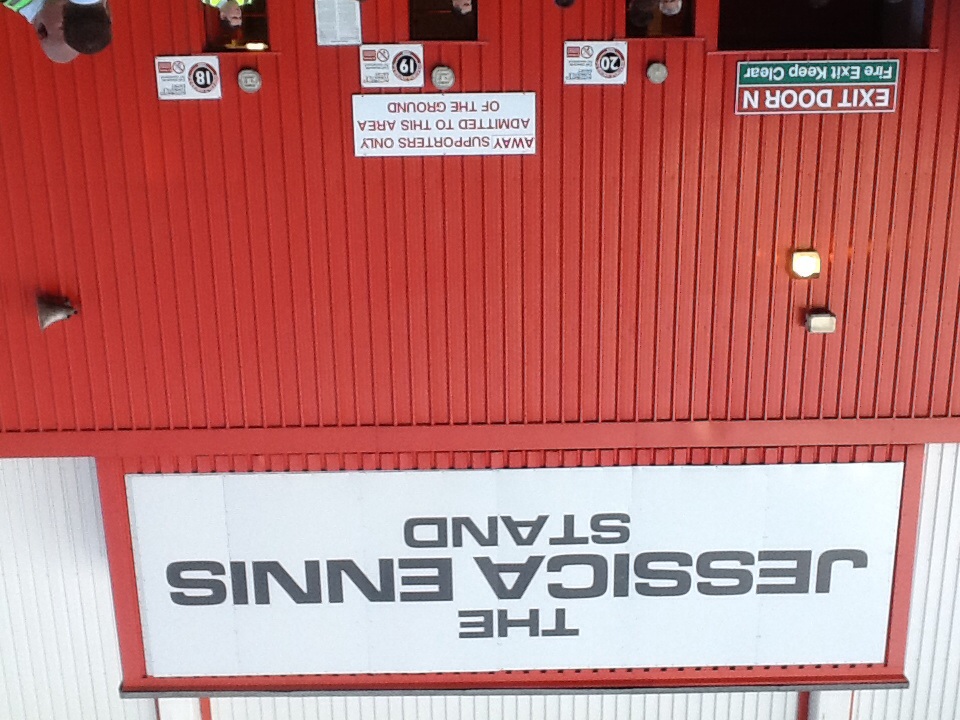 THE
JESSICA ENNIS
STAND
AWAY SUPPORTERS ONLY
ADMITTED TO THIS AREA
OF THE GROUND
EXIT DOOR N
Fire Exit Keep Clear
20
19
18